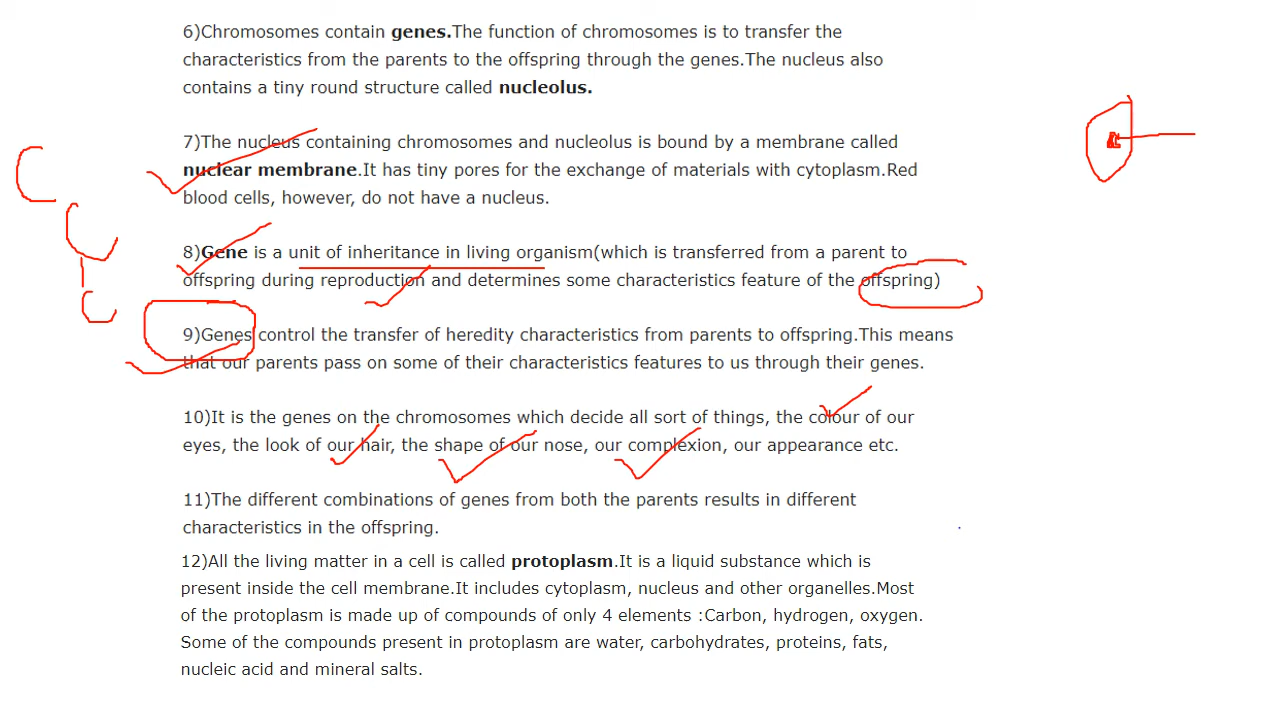 6)Chromosomes contain genes.The function of chromosomes is to transfer the
characteristics from the parents to the offspring through the genes.The nucleus also
contains a tiny round structure called nucleolus.
7)The nucleus containing chromosomes and nucleolus is bound by a membrane called
nuclear membrane.It has tiny pores for the exchange of materials with cytoplasm.Red
blood cells, however, do not have a nucleus.
8)Gene is a unit of inheritance in living organism(which is transferred from a parent to
offspring during reproduction and determines some characteristics feature of the offspring)
9)Genes control the transfer of heredity characteristics from parents to offspring.This means
that our parents pass on some of their characteristics features to us through their genes.
10)It is the genes on the chromosomes which decide all sort of things, the colour of our
eyes, the look of our hair, the shape of our nose, our complexion, our appearance etc.
11)The different combinations of genes from both the parents results in different
characteristics in the offspring.
12)All the living matter in a cell is called protoplasm.It is a liquid substance which is
present inside the cell membrane.It includes cytoplasm, nucleus and other organelles.Most
of the protoplasm is made up of compounds of only 4 elements :Carbon, hydrogen, oxygen.
Some of the compounds present in protoplasm are water, carbohydrates, proteins, fats,
nucleic acid and mineral salts.